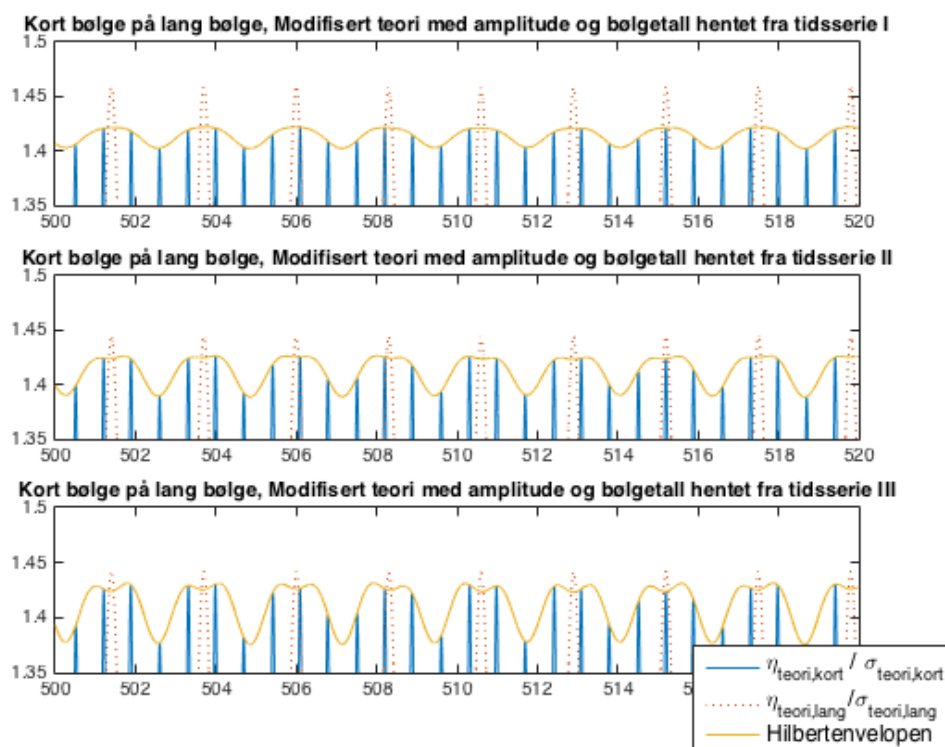 Kort bølge på lang bølge, Modifisert teori med amplitude og bølgetall hentet fra tidsserie I
1.5
1.45
1.4
1.35
500 502 504 506 508 510 512 514 516 518 520
Kort bølge på lang bølge, Modifisert teori med amplitude og bølgetall hentet fra tidsserie II
1.5
1.45
1.4
1.35
500 502 504 506 508 510 512 514 516 518 520
Kort bølge på lang bølge, Modifisert teori med amplitude og bølgetall hentet fra tidsserie III
1.5
1.45
1.4
1.35
500 502 504 506 508 510 512 514
η teori,kort / σ teori,kort
η teori,lang / σ teori,lang
Hilbertenvelopen